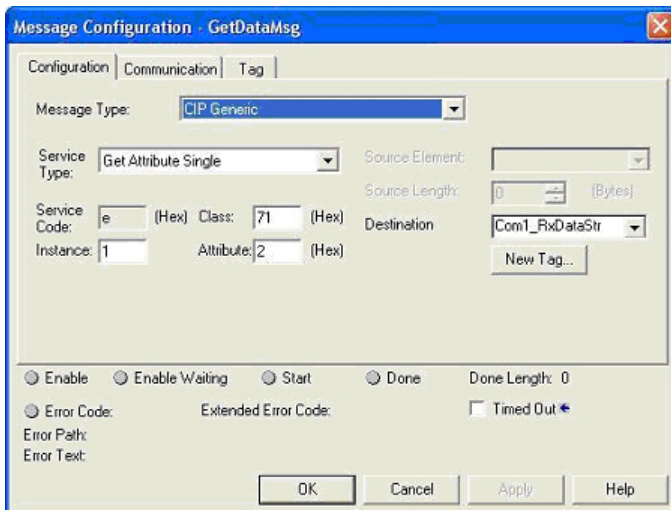 Message Configuration - GetDataMsg
Configuration Communication Tag
Message Type: CIP Generic
Service Type: Get Attribute Single
Source Element:
Source Length: 0 (Bytes)
Service Code: e (Hex) Class: 71 (Hex)
Destination Com1_RxDataStr
Instance: 1 Attribute: 2 (Hex)
New Tag...
Enable Enable Waiting Start Done Done Length: 0
Error Code: Extended Error Code: Timed Out
Error Path:
Error Text:
OK Cancel Apply Help